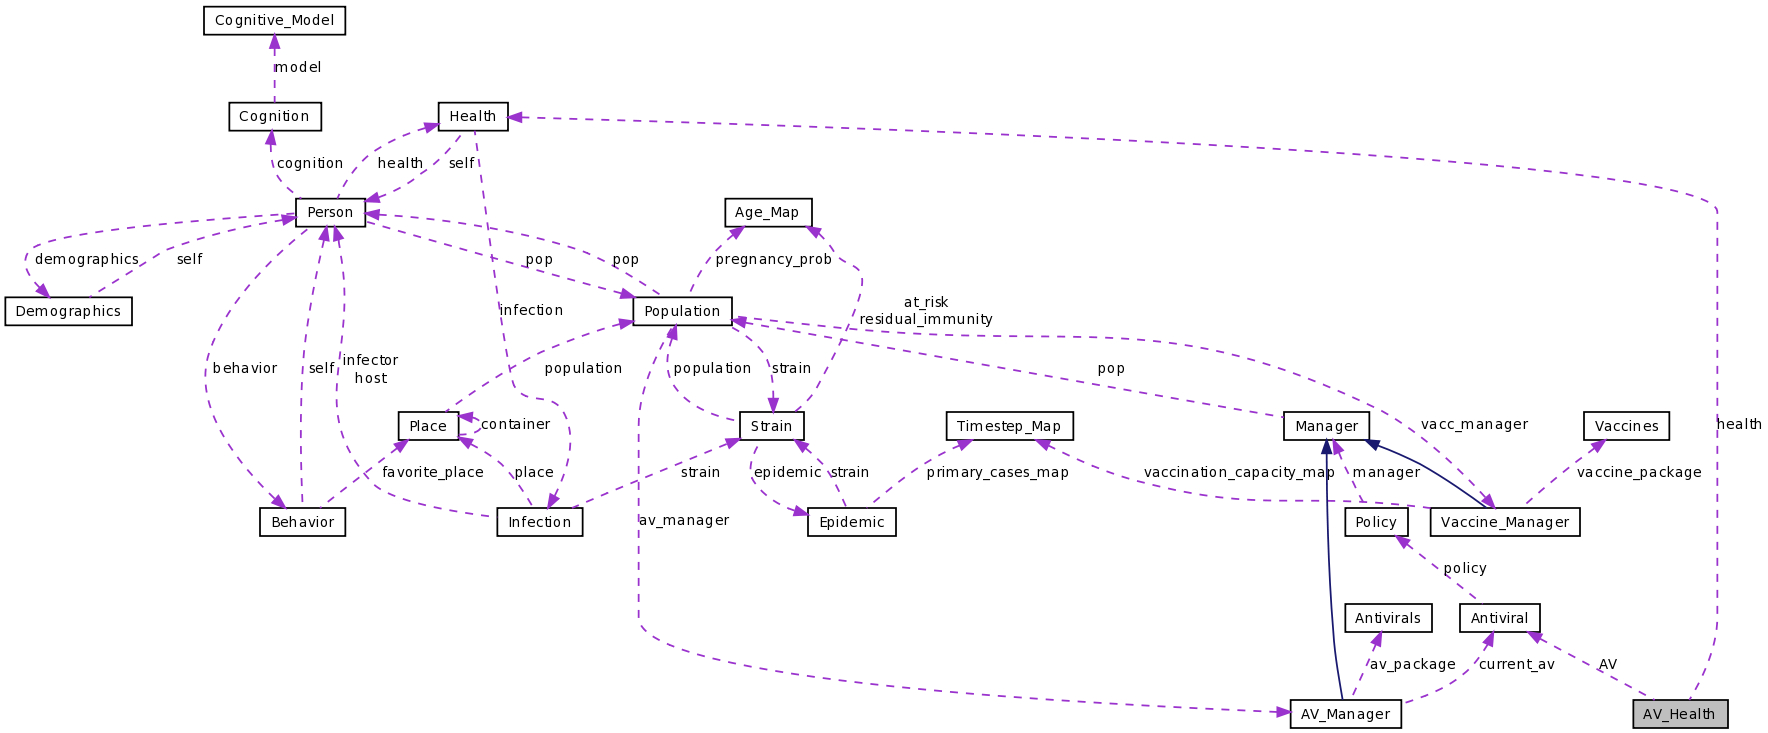 Cognitive_Model
model
Cognition
Health
cognition
health
self
Person
Age_Map
demographics
self
pop
pop
pregnancy_prob
Demographics
infection
Population
at_risk
residual_immunity
behavior
self
infector
host
population
population
strain
pop
Place
container
Strain
Timestep_Map
Manager
vacc_manager
Vaccines
health
favorite_place
place
strain
epidemic
strain
primary_cases_map
vaccination_capacity_map
manager
vaccine_package
Behavior
Infection
av_manager
Epidemic
Policy
Vaccine_Manager
policy
Antivirals
Antiviral
av_package
current_av
AV
AV_Manager
AV_Health